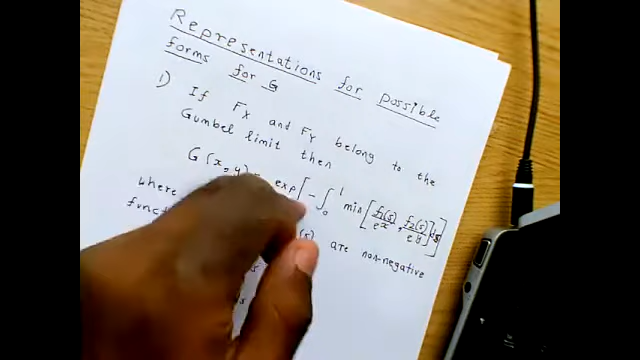 Representations for possible
forms for G
1) If Fx and Fy belong to the
Gumbel limit then
G(x, y) = exp[- ∫₀¹ min[f₁(s)/eˣ, f₂(s)/eʸ]ds]
where (s) are non-negative